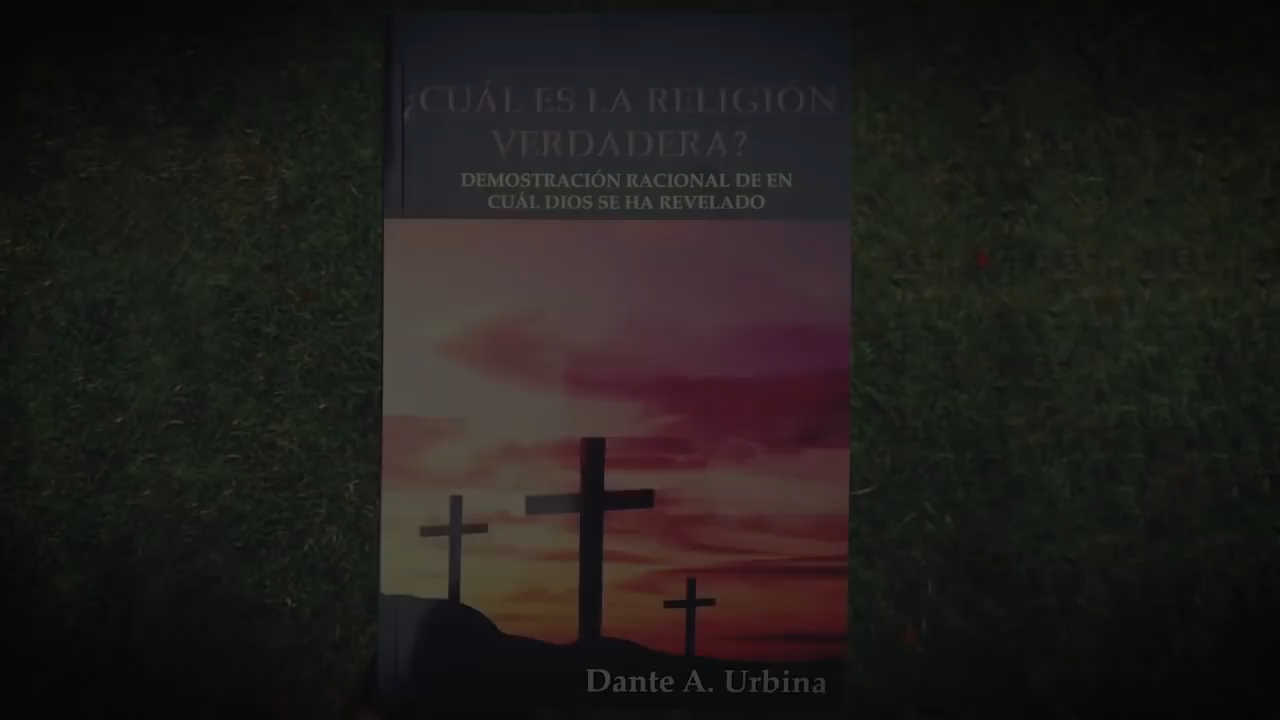 ¿CUÁL ES LA RELIGIÓN
VERDADERA?
DEMOSTRACIÓN RACIONAL DE EN
CUÁL DIOS SE HA REVELADO
Dante A. Urbina